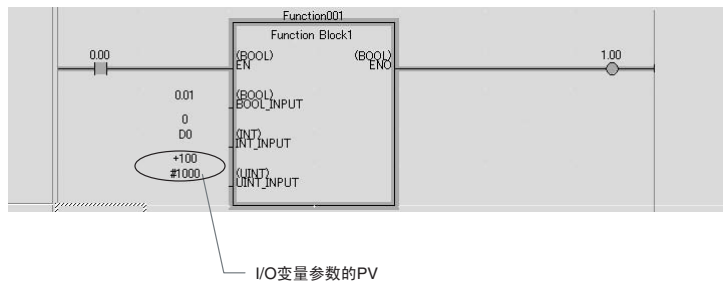 Function001
Function Block1
0.00
(BOOL)
EN
(BOOL)
ENO
1.00
0.01
(BOOL)
BOOL_INPUT
0
D0
(INT)
INT_INPUT
+100
#1000
(UINT)
UINT_INPUT
I/O变量参数的PV